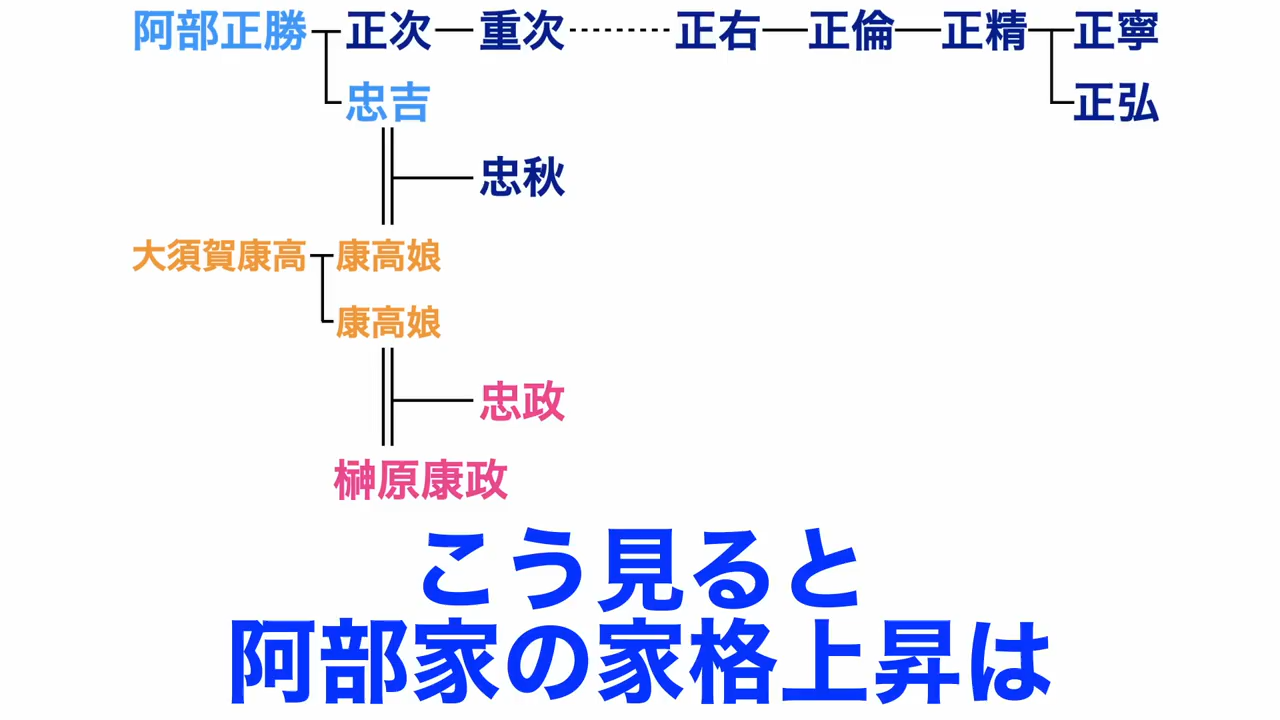 阿部正勝 正次 重次 正右 正倫 正精 正寧
忠吉 正弘
忠秋
大須賀康高 康高娘
康高娘
忠政
榊原康政
こう見ると
阿部家の家格上昇は